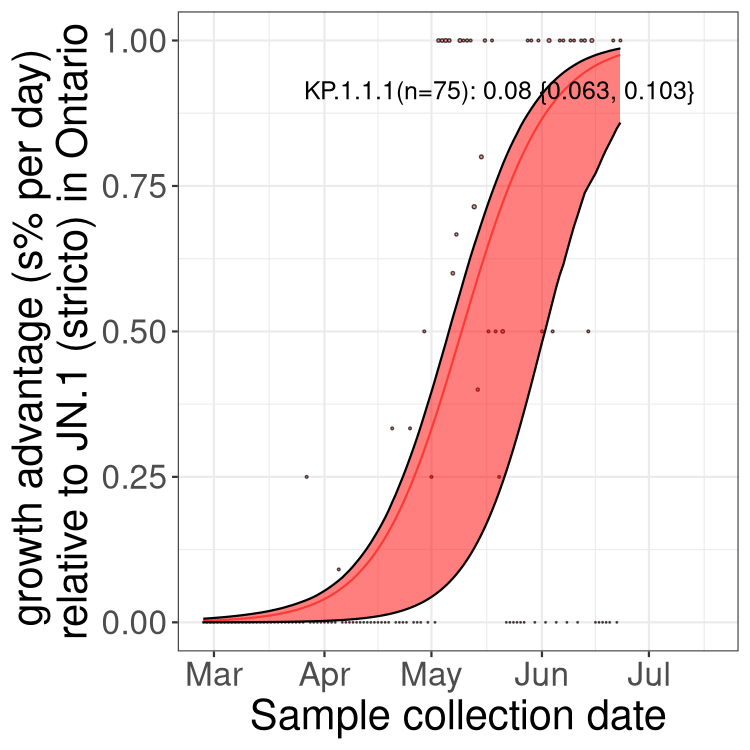 growth advantage (s% per day)
relative to JN.1 (stricto) in Ontario
1.00
0.75
0.50
0.25
0.00
KP.1.1.1(n=75): 0.08 {0.063, 0.103}
Mar Apr May Jun Jul
Sample collection date